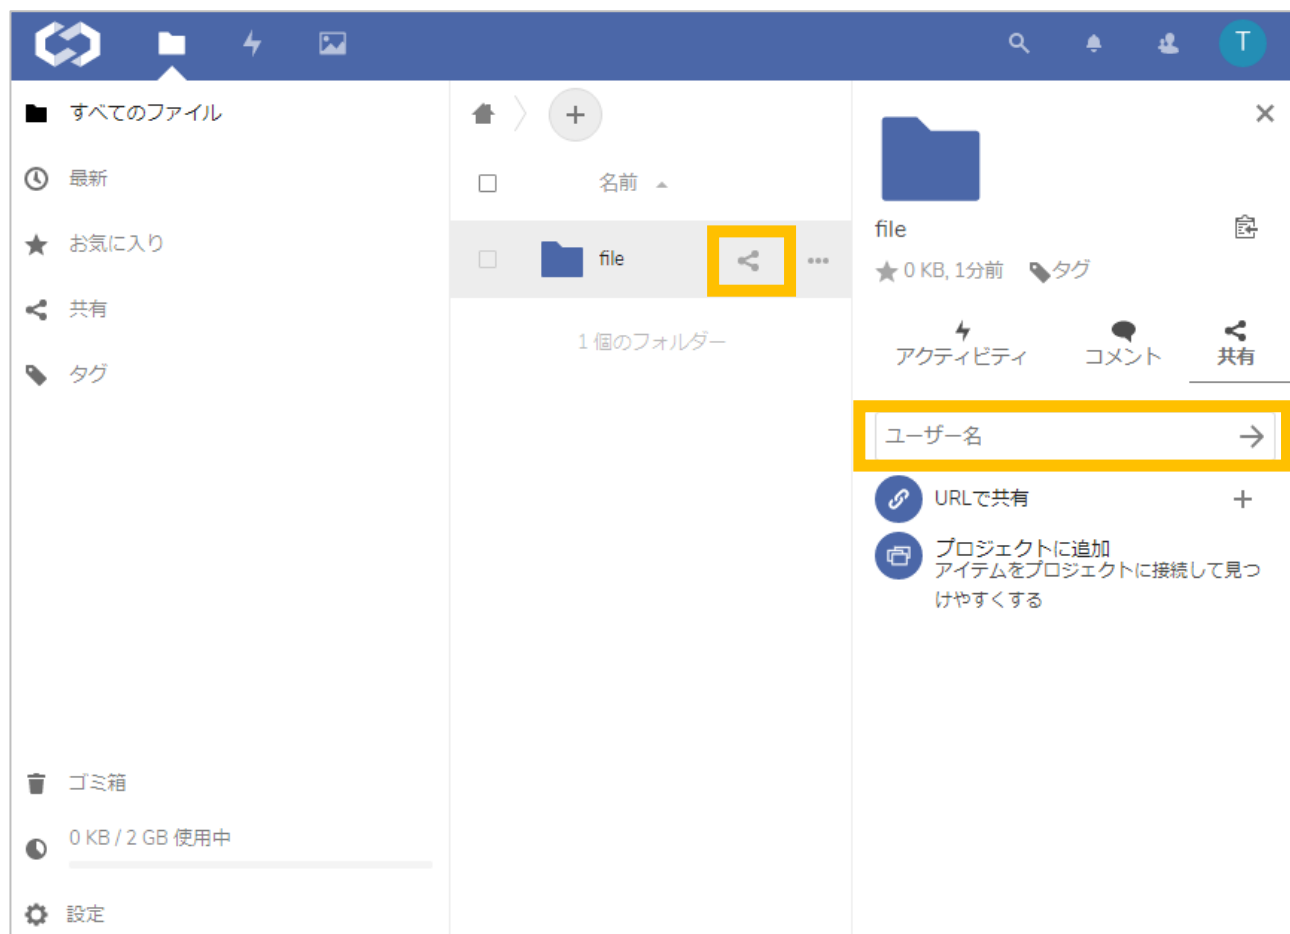 T
すべてのファイル
最新
お気に入り
共有
タグ
ゴミ箱
0 KB / 2 GB 使用中
設定
名前
file
1 個のフォルダー
file
0 KB, 1分前 タグ
アクティビティ コメント 共有
ユーザー名
URLで共有
プロジェクトに追加
アイテムをプロジェクトに接続して見つ
けやすくする